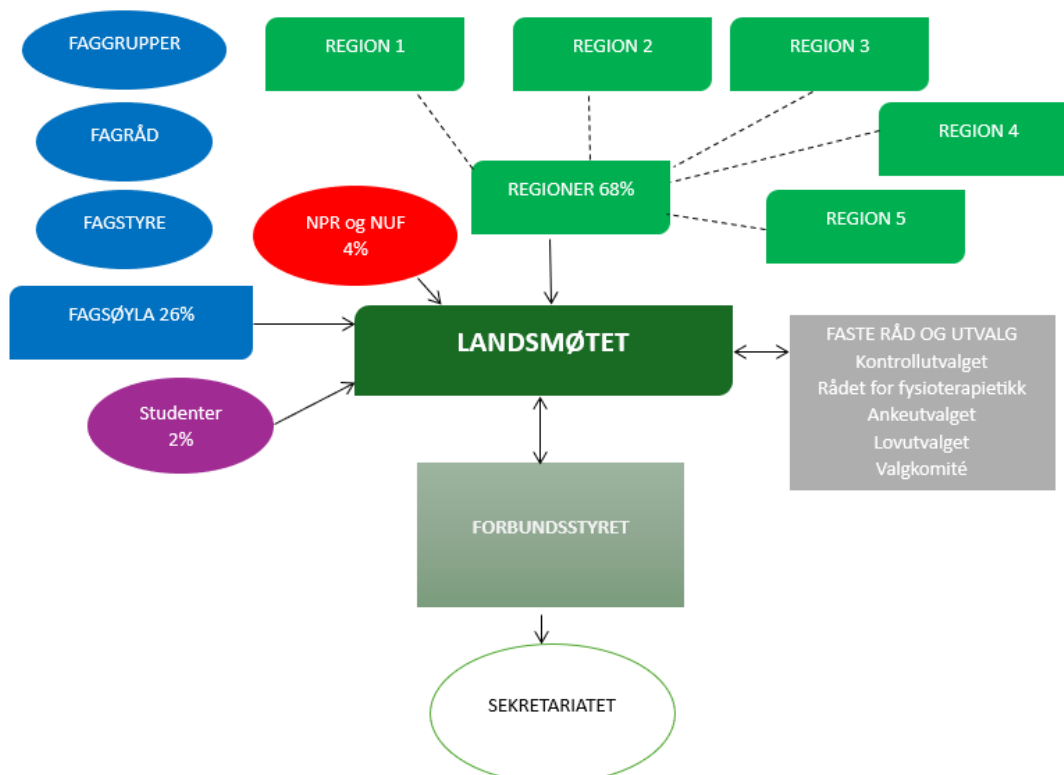 FAGGRUPPER
REGION 1
REGION 2
REGION 3
FAGRÅD
REGION 4
REGIONER 68%
FAGSTYRE
NPR og NUF
4%
REGION 5
FAGSØYLA 26%
LANDSMØTET
FASTE RÅD OG UTVALG
Kontrollutvalget
Rådet for fysioterapietikk
Ankeutvalget
Lovutvalget
Valgkomité
Studenter
2%
FORBUNDSSTYRET
SEKRETARIATET